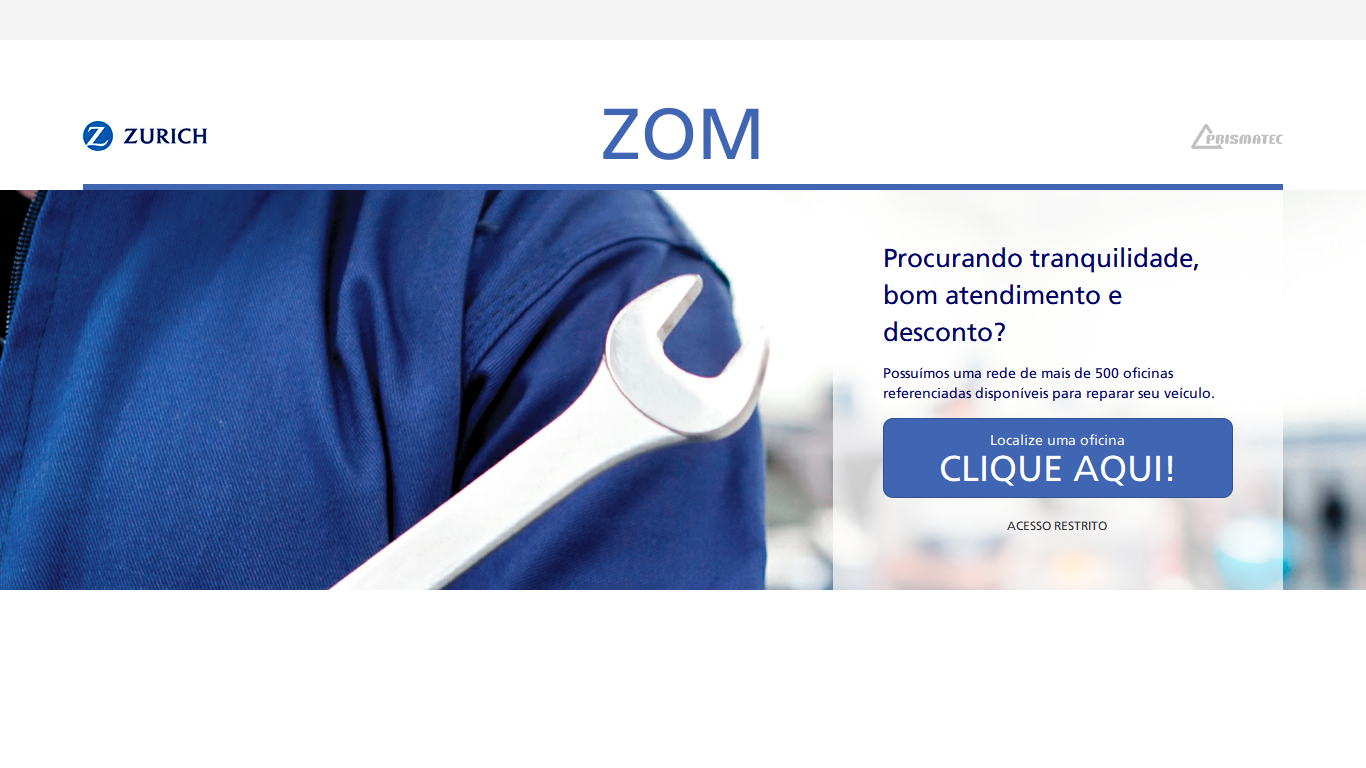 ZURICH
ZOM
PRISMATEC
Procurando tranquilidade,
bom atendimento e
desconto?
Possuímos uma rede de mais de 500 oficinas
referenciadas disponíveis para reparar seu veículo.
Localize uma oficina
CLIQUE AQUI!
ACESSO RESTRITO